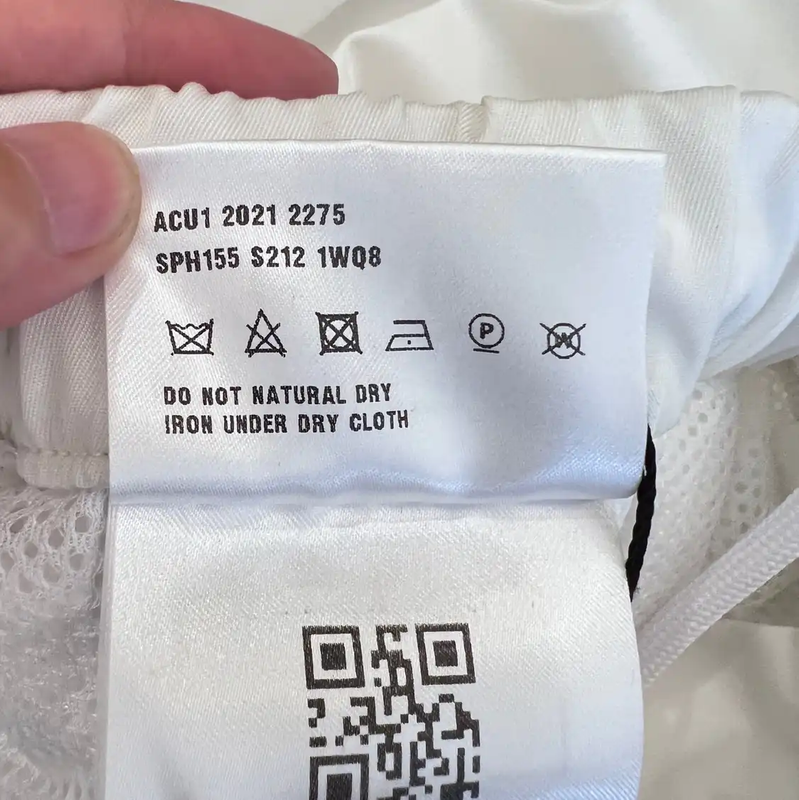 ACU1 2021 2275
SPH155 S212 1WQ8
P W
DO NOT NATURAL DRY
IRON UNDER DRY CLOTH